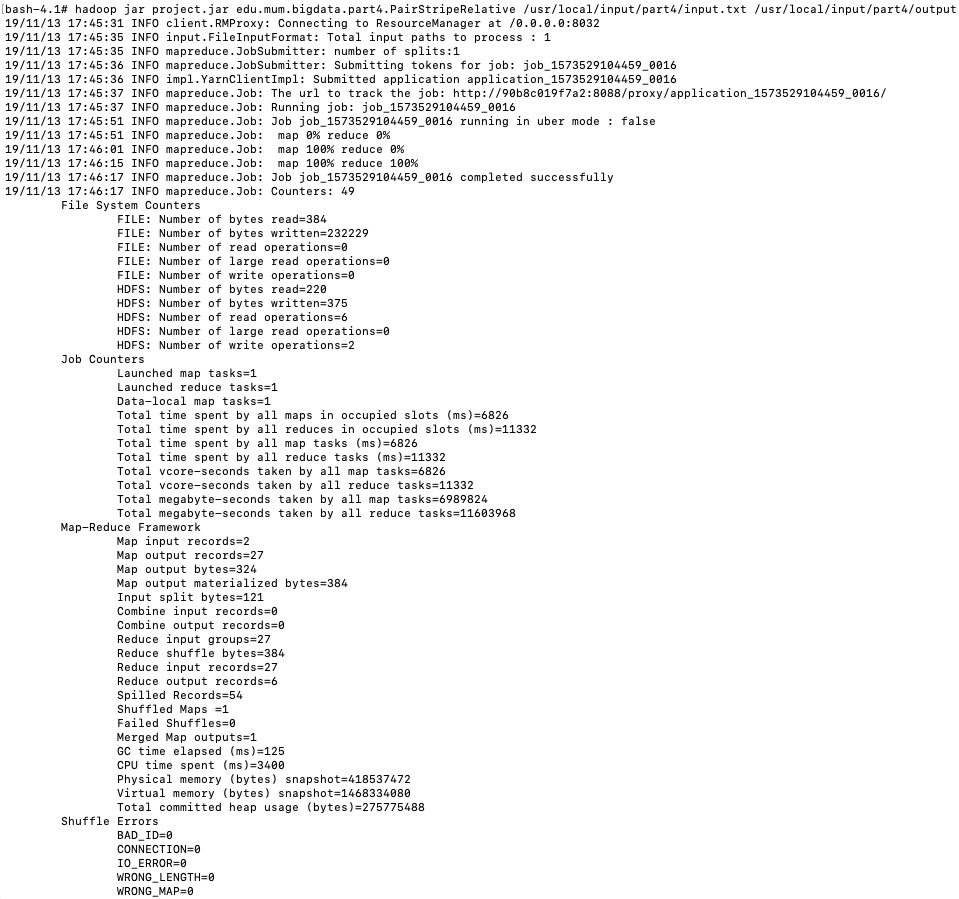 [bash-4.1# hadoop jar project.jar edu.mum.bigdata.part4.PairStripeRelative /usr/local/input/part4/input.txt /usr/local/input/part4/output
19/11/13 17:45:31 INFO client.RMProxy: Connecting to ResourceManager at /0.0.0.0:8032
19/11/13 17:45:35 INFO input.FileInputFormat: Total input paths to process : 1
19/11/13 17:45:35 INFO mapreduce.JobSubmitter: number of splits:1
19/11/13 17:45:36 INFO mapreduce.JobSubmitter: Submitting tokens for job: job_1573529104459_0016
19/11/13 17:45:36 INFO impl.YarnClientImpl: Submitted application application_1573529104459_0016
19/11/13 17:45:37 INFO mapreduce.Job: The url to track the job: http://90b8c019f7a2:8088/proxy/application_1573529104459_0016/
19/11/13 17:45:37 INFO mapreduce.Job: Running job: job_1573529104459_0016
19/11/13 17:45:51 INFO mapreduce.Job: Job job_1573529104459_0016 running in uber mode : false
19/11/13 17:45:51 INFO mapreduce.Job:  map 0% reduce 0%
19/11/13 17:46:01 INFO mapreduce.Job:  map 100% reduce 0%
19/11/13 17:46:15 INFO mapreduce.Job:  map 100% reduce 100%
19/11/13 17:46:17 INFO mapreduce.Job: Job job_1573529104459_0016 completed successfully
19/11/13 17:46:17 INFO mapreduce.Job: Counters: 49
File System Counters
FILE: Number of bytes read=384
FILE: Number of bytes written=232229
FILE: Number of read operations=0
FILE: Number of large read operations=0
FILE: Number of write operations=0
HDFS: Number of bytes read=220
HDFS: Number of bytes written=375
HDFS: Number of read operations=6
HDFS: Number of large read operations=0
HDFS: Number of write operations=2
Job Counters
Launched map tasks=1
Launched reduce tasks=1
Data-local map tasks=1
Total time spent by all maps in occupied slots (ms)=6826
Total time spent by all reduces in occupied slots (ms)=11332
Total time spent by all map tasks (ms)=6826
Total time spent by all reduce tasks (ms)=11332
Total vcore-seconds taken by all map tasks=6826
Total vcore-seconds taken by all reduce tasks=11332
Total megabyte-seconds taken by all map tasks=6989824
Total megabyte-seconds taken by all reduce tasks=11603968
Map-Reduce Framework
Map input records=2
Map output records=27
Map output bytes=324
Map output materialized bytes=384
Input split bytes=121
Combine input records=0
Combine output records=0
Reduce input groups=27
Reduce shuffle bytes=384
Reduce input records=27
Reduce output records=6
Spilled Records=54
Shuffled Maps =1
Failed Shuffles=0
Merged Map outputs=1
GC time elapsed (ms)=125
CPU time spent (ms)=3400
Physical memory (bytes) snapshot=418537472
Virtual memory (bytes) snapshot=1468334080
Total committed heap usage (bytes)=275775488
Shuffle Errors
BAD_ID=0
CONNECTION=0
IO_ERROR=0
WRONG_LENGTH=0
WRONG_MAP=0